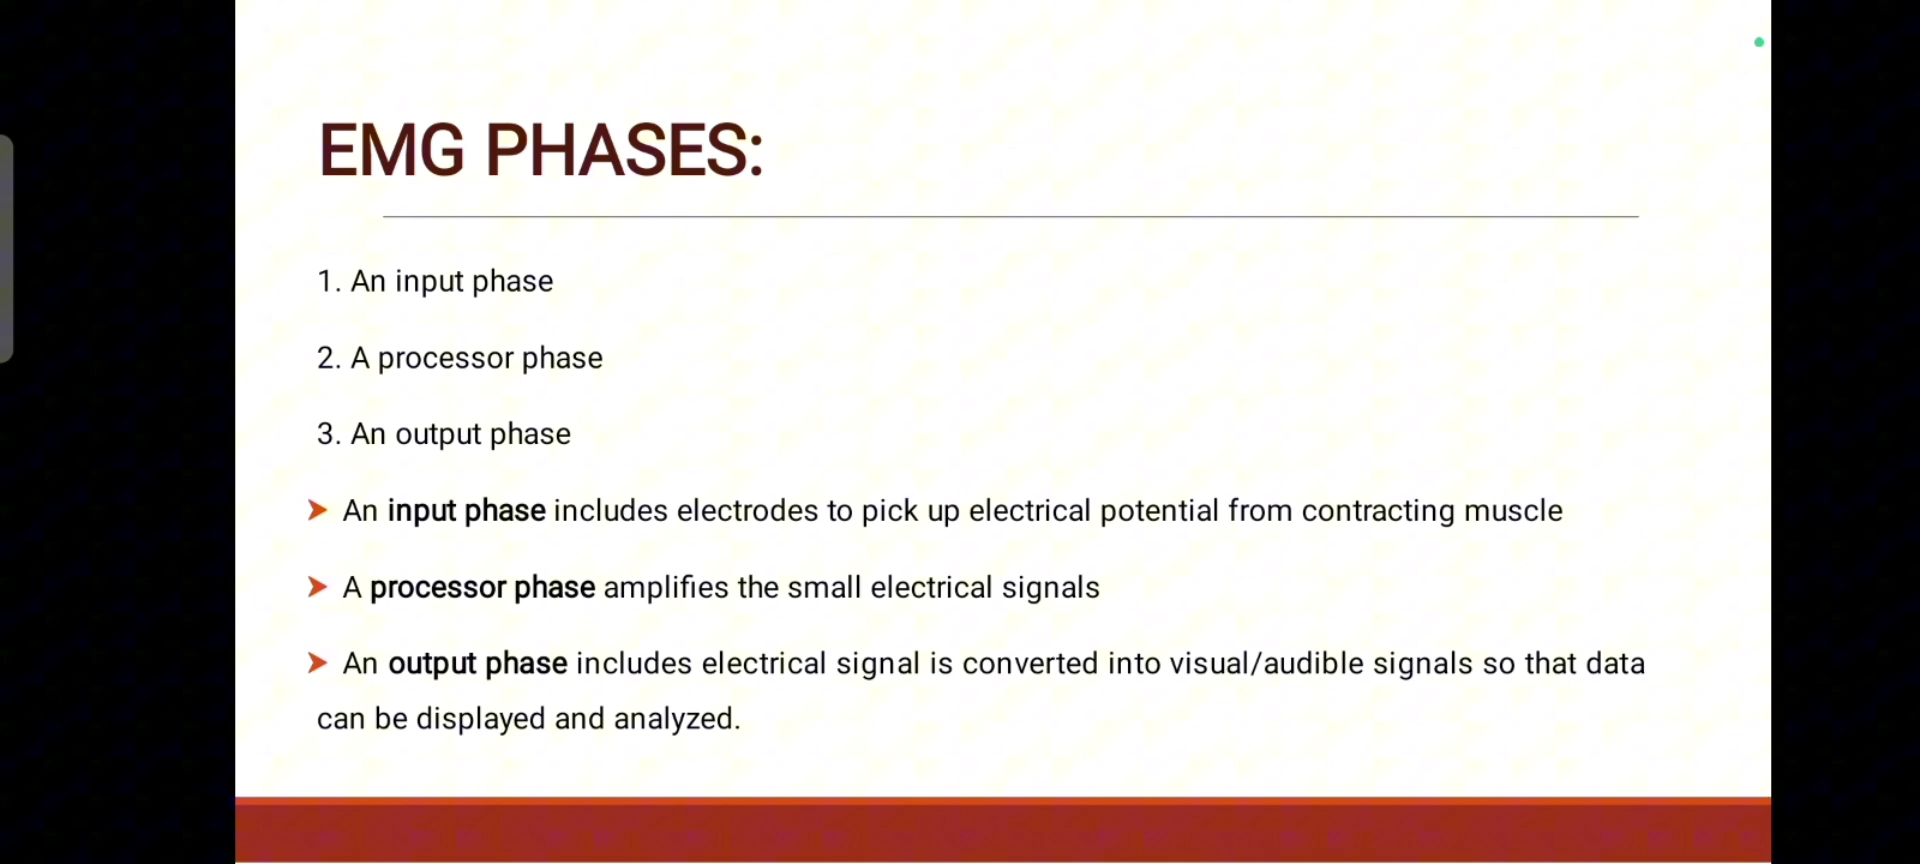 EMG PHASES:
1. An input phase
2. A processor phase
3. An output phase
➤ An input phase includes electrodes to pick up electrical potential from contracting muscle
➤ A processor phase amplifies the small electrical signals
➤ An output phase includes electrical signal is converted into visual/audible signals so that data
can be displayed and analyzed.